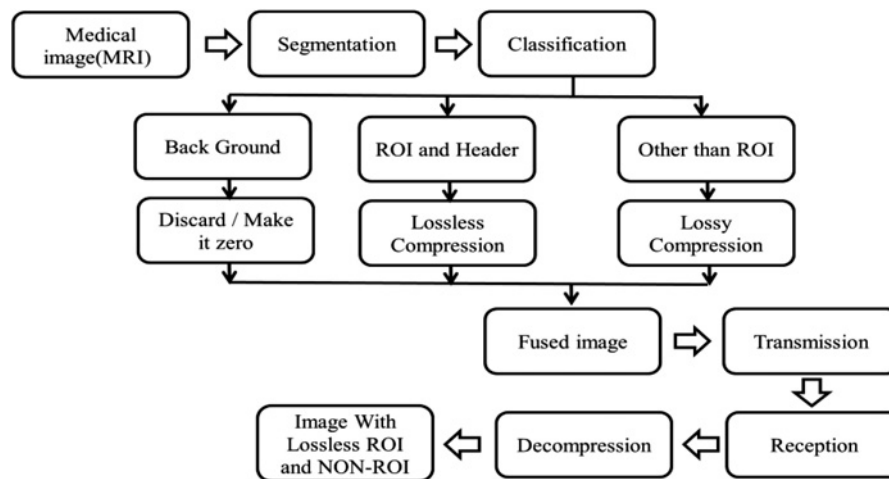 Medical
image(MRI)
Segmentation
Classification
Back Ground
ROI and Header
Other than ROI
Discard / Make
it zero
Lossless
Compression
Lossy
Compression
Fused image
Transmission
Image With
Lossless ROI
and NON-ROI
Decompression
Reception